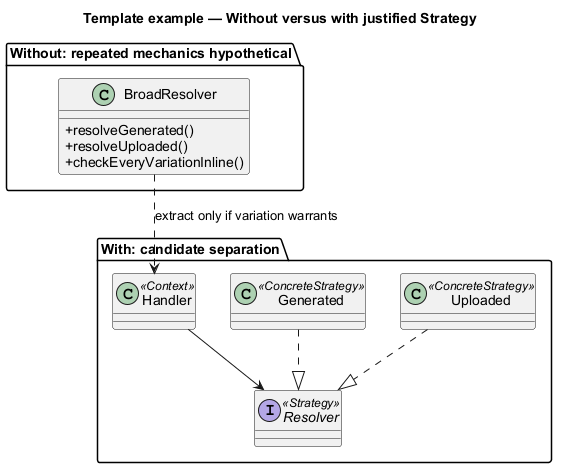 Template example — Without versus with justified Strategy
Without: repeated mechanics hypothetical
C BroadResolver
+resolveGenerated()
+resolveUploaded()
+checkEveryVariationInline()
extract only if variation warrants
With: candidate separation
C «Context»
Handler
C «ConcreteStrategy»
Generated
C «ConcreteStrategy»
Uploaded
I «Strategy»
Resolver